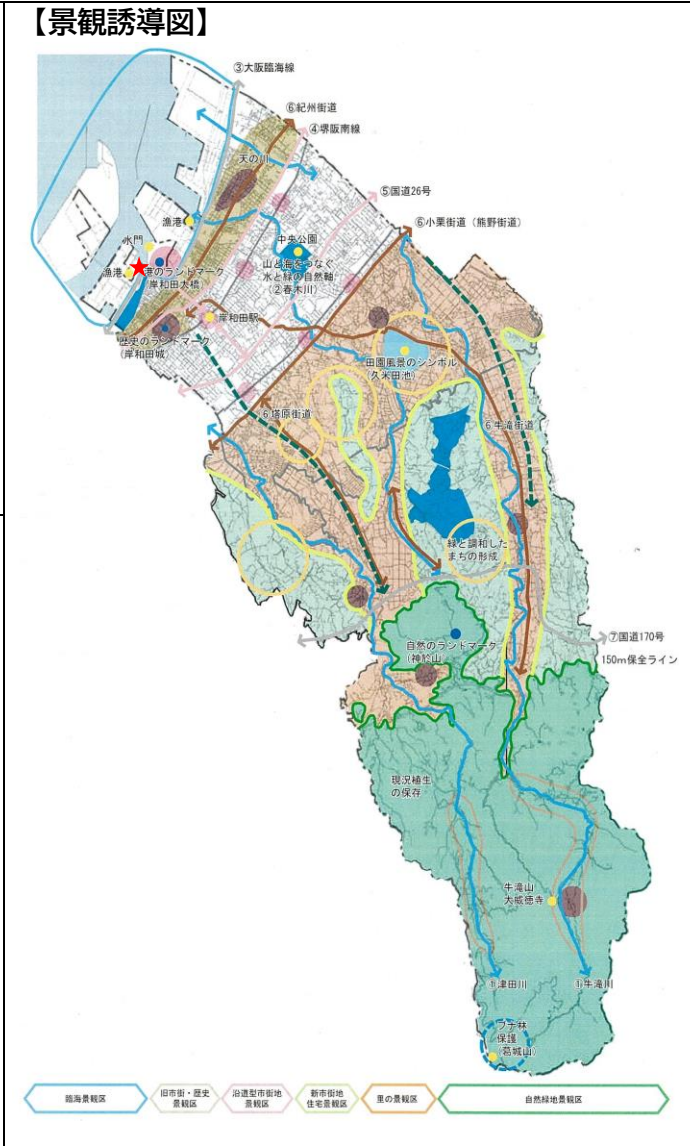 【景観誘導図】
③大阪臨海線
⑥紀州街道
④堺阪南線
天の川
⑤国道26号
漁港
⑥小栗街道（熊野街道）
水門
中央公園
漁港
港のランドマーク
（岸和田大橋）
山と海をつなぐ
水と緑の自然軸
（②春木川）
岸和田駅
歴史のランドマーク
（岸和田城）
田園風景のシンボル
（久米田池）
⑥塔原街道
⑥牛滝街道
緑と調和した
まちの形成
⑦国道170号
自然のランドマーク
（神於山）
150m保全ライン
現況植生
の保存
牛滝山
大威徳寺
①津田川
①牛滝川
ブナ林
保護
（葛城山）
臨海景観区
旧市街・歴史
景観区
沿道型市街地
景観区
新市街地
住宅景観区
里の景観区
自然緑地景観区